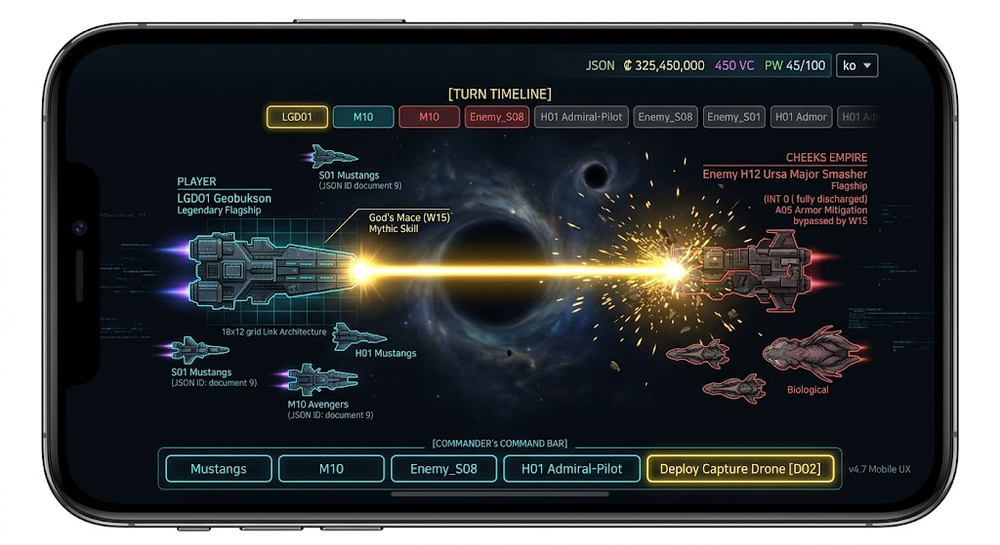 JSON ₡ 325,450,000 450 VC PW 45/100 ko
[TURN TIMELINE]
LGD01 M10 M10 Enemy_S08 H01 Admiral-Pilot Enemy_S08 Enemy_S01 H01 Admor H01 Adr
S01 Mustangs
(JSON ID document 9)
PLAYER
LGD01 Geobukson
Legendary Flagship
God's Mace (W15)
Mythic Skill
CHEEKS EMPIRE
Enemy H12 Ursa Major Smasher
Flagship
(INT 0 ( fully discharged)
A05 Armor Mitigation
bypassed by W15
18x12 grid Link Architecture
H01 Mustangs
S01 Mustangs
(JSON ID: document 9)
M10 Avengers
(JSON ID: document 9)
Biological
[COMMANDER'S COMMAND BAR]
Mustangs M10 Enemy_S08 H01 Admiral-Pilot Deploy Capture Drone [D02]
v4.7 Mobile UX